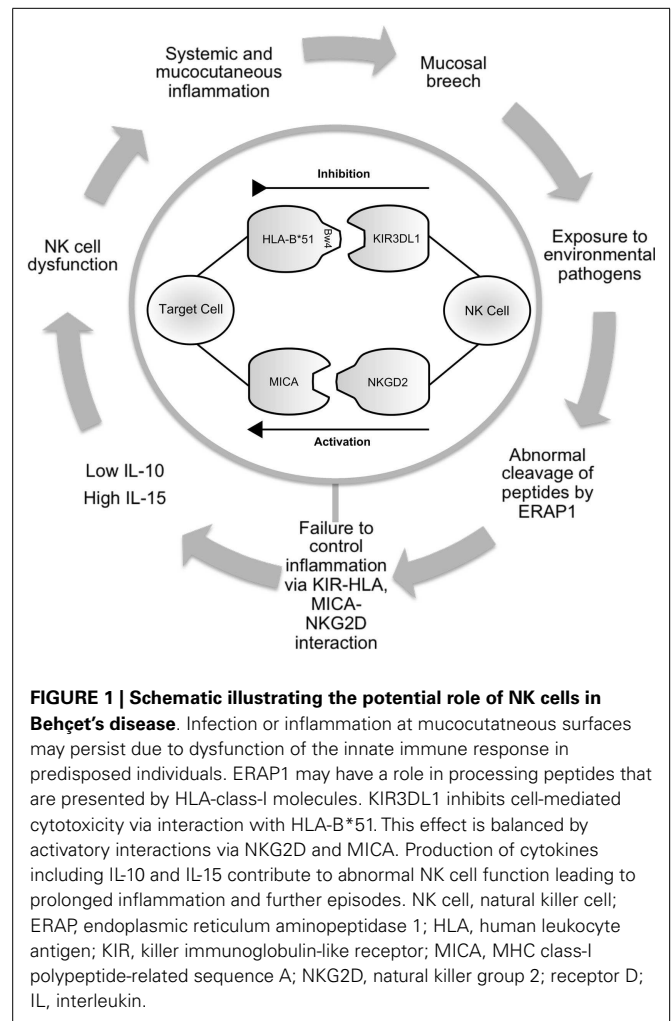 Systemic and
mucocutaneous
inflammation
Mucosal
breech
Exposure to
environmental
pathogens
Abnormal
cleavage of
peptides by
ERAP1
Failure to
control
inflammation
via KIR-HLA,
MICA-
NKG2D
interaction
Low IL-10
High IL-15
NK cell
dysfunction
Inhibition
HLA-B*51
Bw4
KIR3DL1
Target Cell
NK Cell
MICA
NKGD2
Activation
FIGURE 1 | Schematic illustrating the potential role of NK cells in
Behçet's disease. Infection or inflammation at mucocutatneous surfaces
may persist due to dysfunction of the innate immune response in
predisposed individuals. ERAP1 may have a role in processing peptides that
are presented by HLA-class-I molecules. KIR3DL1 inhibits cell-mediated
cytotoxicity via interaction with HLA-B*51. This effect is balanced by
activatory interactions via NKG2D and MICA. Production of cytokines
including IL-10 and IL-15 contribute to abnormal NK cell function leading to
prolonged inflammation and further episodes. NK cell, natural killer cell;
ERAP, endoplasmic reticulum aminopeptidase 1; HLA, human leukocyte
antigen; KIR, killer immunoglobulin-like receptor; MICA, MHC class-I
polypeptide-related sequence A; NKG2D, natural killer group 2; receptor D;
IL, interleukin.